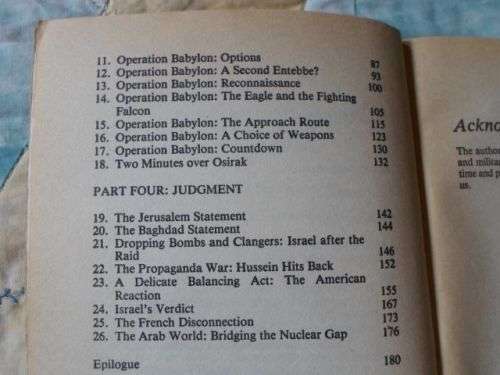 11. Operation Babylon: Options 87
12. Operation Babylon: A Second Entebbe? 93
13. Operation Babylon: Reconnaissance 100
14. Operation Babylon: The Eagle and the Fighting
Falcon 105
15. Operation Babylon: The Approach Route 115
16. Operation Babylon: A Choice of Weapons 123
17. Operation Babylon: Countdown 130
18. Two Minutes over Osirak 132
PART FOUR: JUDGMENT
19. The Jerusalem Statement 142
20. The Baghdad Statement 144
21. Dropping Bombs and Clangers: Israel after the
Raid 146
22. The Propaganda War: Hussein Hits Back 152
23. A Delicate Balancing Act: The American
Reaction 155
24. Israel's Verdict 167
25. The French Disconnection 173
26. The Arab World: Bridging the Nuclear Gap 176
Epilogue 180
Ackno
The autho
and militar
time and p
us.